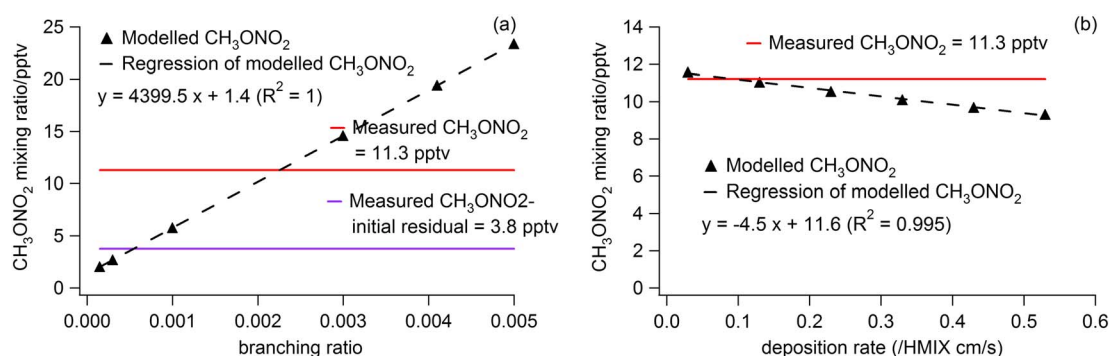 (a)
25
20
15
10
5
0
CH₃ONO₂ mixing ratio/pptv
▲ Modelled CH₃ONO₂
– Regression of modelled CH₃ONO₂
y = 4399.5 x + 1.4 (R² = 1)
Measured CH₃ONO₂
= 11.3 pptv
Measured CH₃ONO2-
initial residual = 3.8 pptv
0.000 0.001 0.002 0.003 0.004 0.005
branching ratio
(b)
14
12
10
8
6
4
2
0
CH₃ONO₂ mixing ratio/pptv
Measured CH₃ONO₂ = 11.3 pptv
▲ Modelled CH₃ONO₂
– Regression of modelled CH₃ONO₂
y = -4.5 x + 11.6 (R² = 0.995)
0.0 0.1 0.2 0.3 0.4 0.5 0.6
deposition rate (/HMIX cm/s)